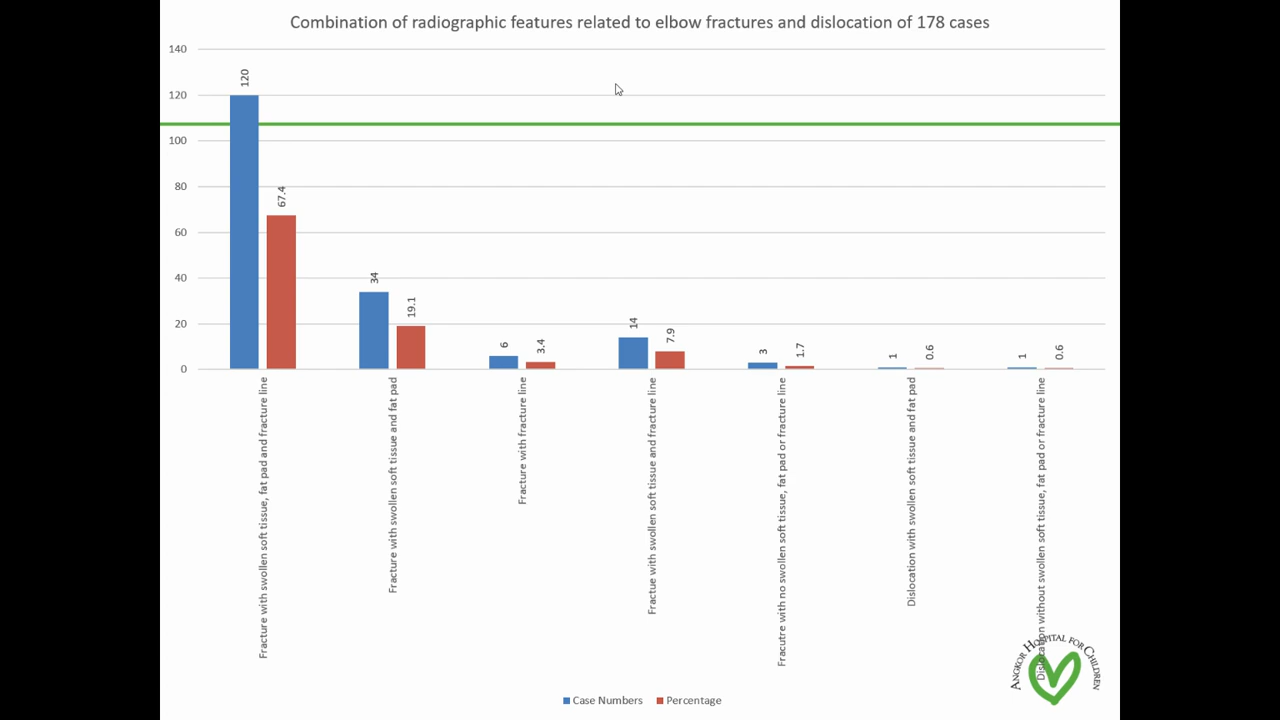 Combination of radiographic features related to elbow fractures and dislocation of 178 cases
140
120
100
80
60
40
20
0
120
67.4
34
19.1
6
3.4
14
7.9
3
1.7
1
0.6
1
0.6
Fracture with swollen soft tissue, fat pad and fracture line
Fracture with swollen soft tissue and fat pad
Fracture with fracture line
Fractue with swollen soft tissue and fracture line
Fracutre with no swollen soft tissue, fat pad or fracture line
Dislocation with swollen soft tissue and fat pad
Dislocation without swollen soft tissue, fat pad or fracture line
ANGKOR HOSPITAL FOR CHILDREN
Case Numbers
Percentage